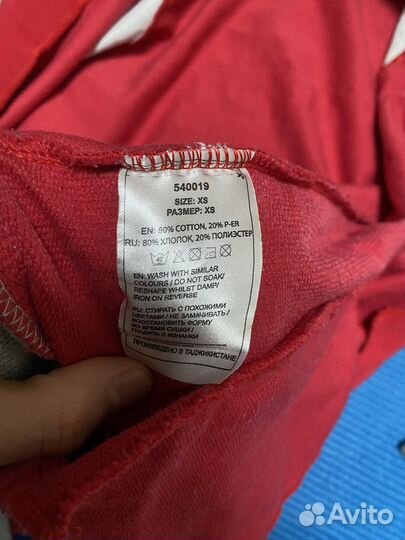 540019
SIZE: XS
РАЗМЕР: XS
EN: 80% COTTON, 20% P-ER
RU: 80% ХЛОПОК, 20% ПОЛИЭСТЕР
EN: WASH WITH SIMILAR
COLOURS / DO NOT SOAK/
RESHAPE WHILST DAMP/
IRON ON REVERSE
RU: СТИРАТЬ С ПОХОЖИМИ
ЦВЕТАМИ / НЕ ЗАМАЧИВАТЬ/
ВОССТАНОВИТЬ ФОРМУ
ВО ВРЕМЯ СУШКИ /
ГЛАДИТЬ С ИЗНАНКИ
ПРОИЗВЕДЕНО В ТАДЖИКИСТАНЕ
Avito